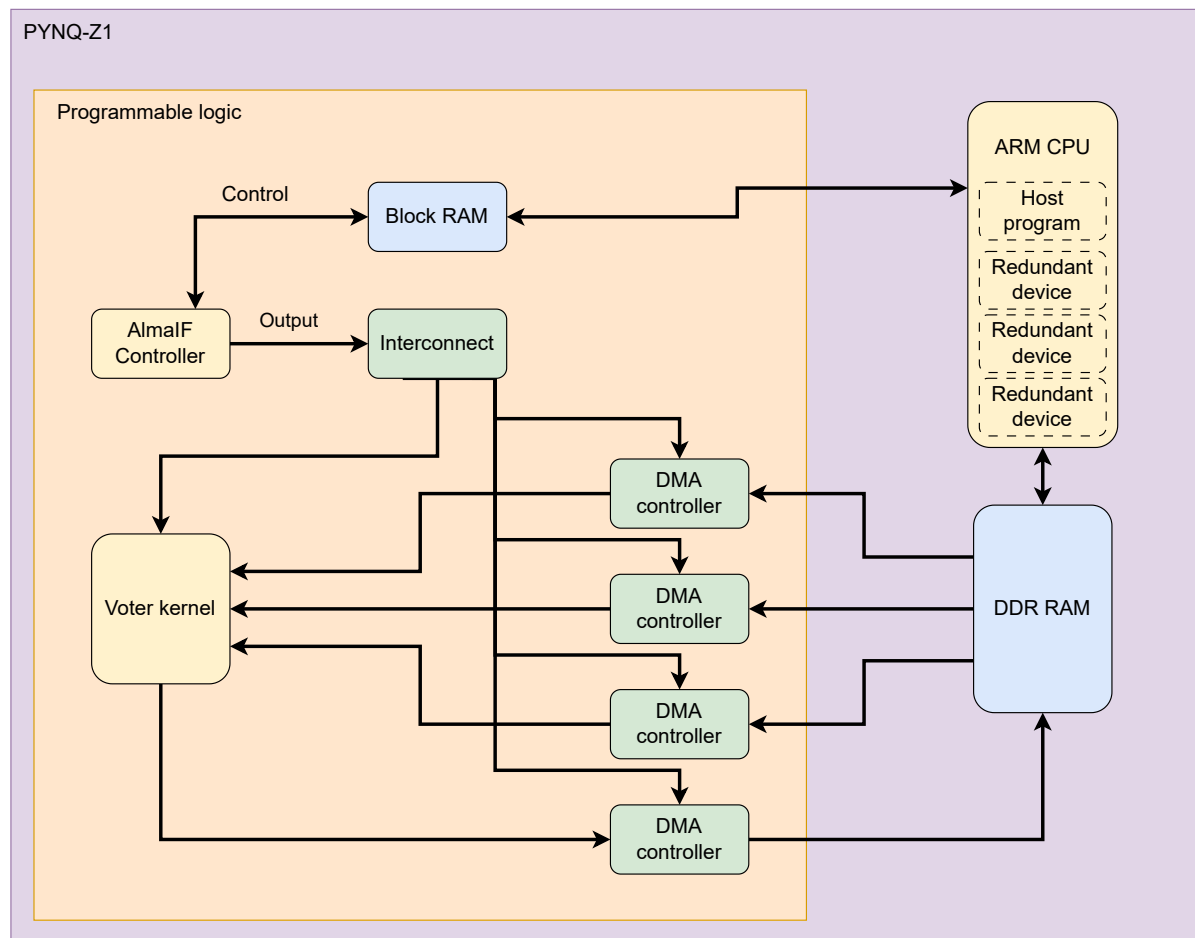 PYNQ-Z1
Programmable logic
ARM CPU
Host
program
Redundant
device
Redundant
device
Redundant
device
Control
Block RAM
AlmaIF
Controller
Output
Interconnect
DMA
controller
Voter kernel
DMA
controller
DDR RAM
DMA
controller
DMA
controller